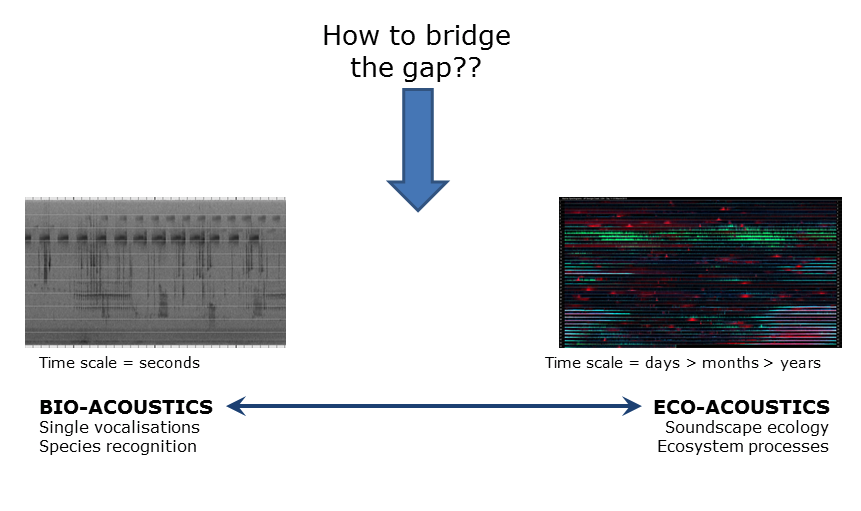 How to bridge
the gap??
Time scale = seconds
Time scale = days > months > years
BIO-ACOUSTICS
Single vocalisations
Species recognition
ECO-ACOUSTICS
Soundscape ecology
Ecosystem processes